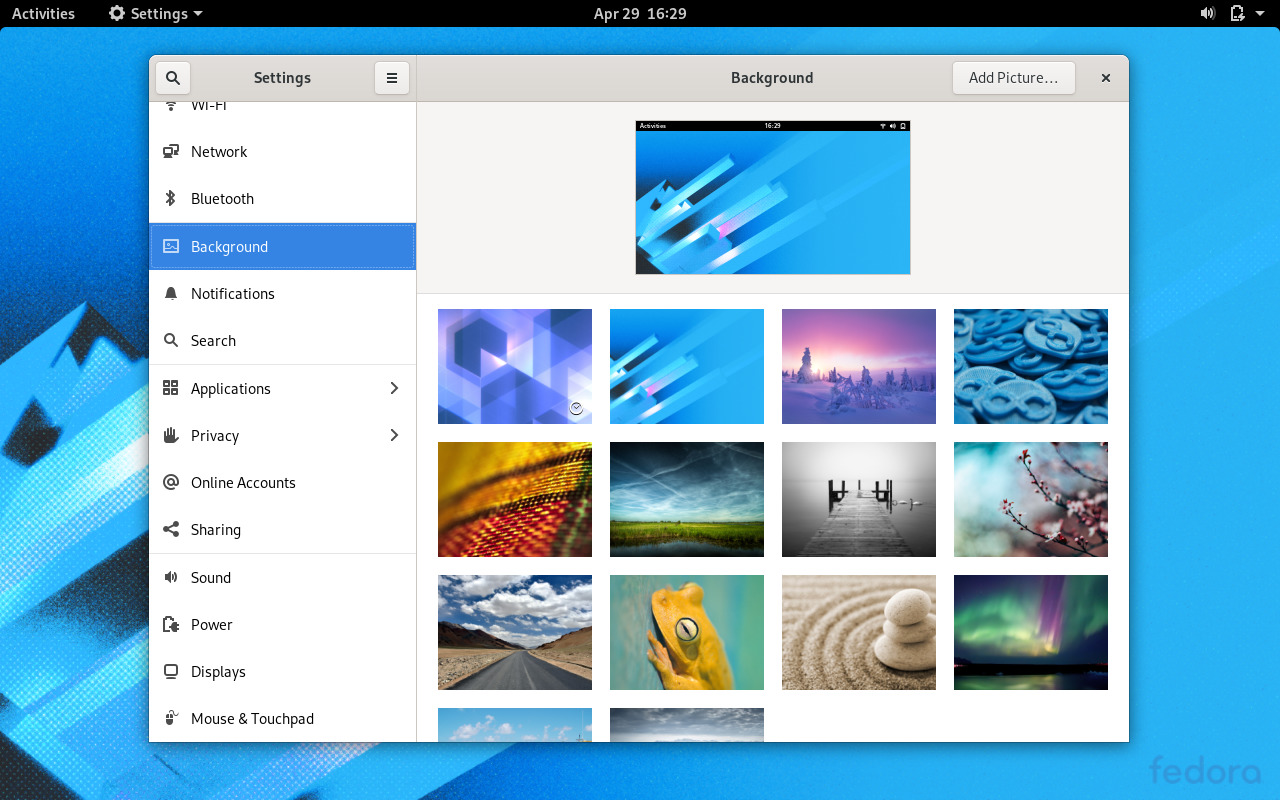 Activities Settings Apr 29 16:29
Settings
Background
Add Picture…
Wi-Fi
Network
Bluetooth
Background
Notifications
Search
Applications
Privacy
Online Accounts
Sharing
Sound
Power
Displays
Mouse & Touchpad
Activities 16:29
fedora